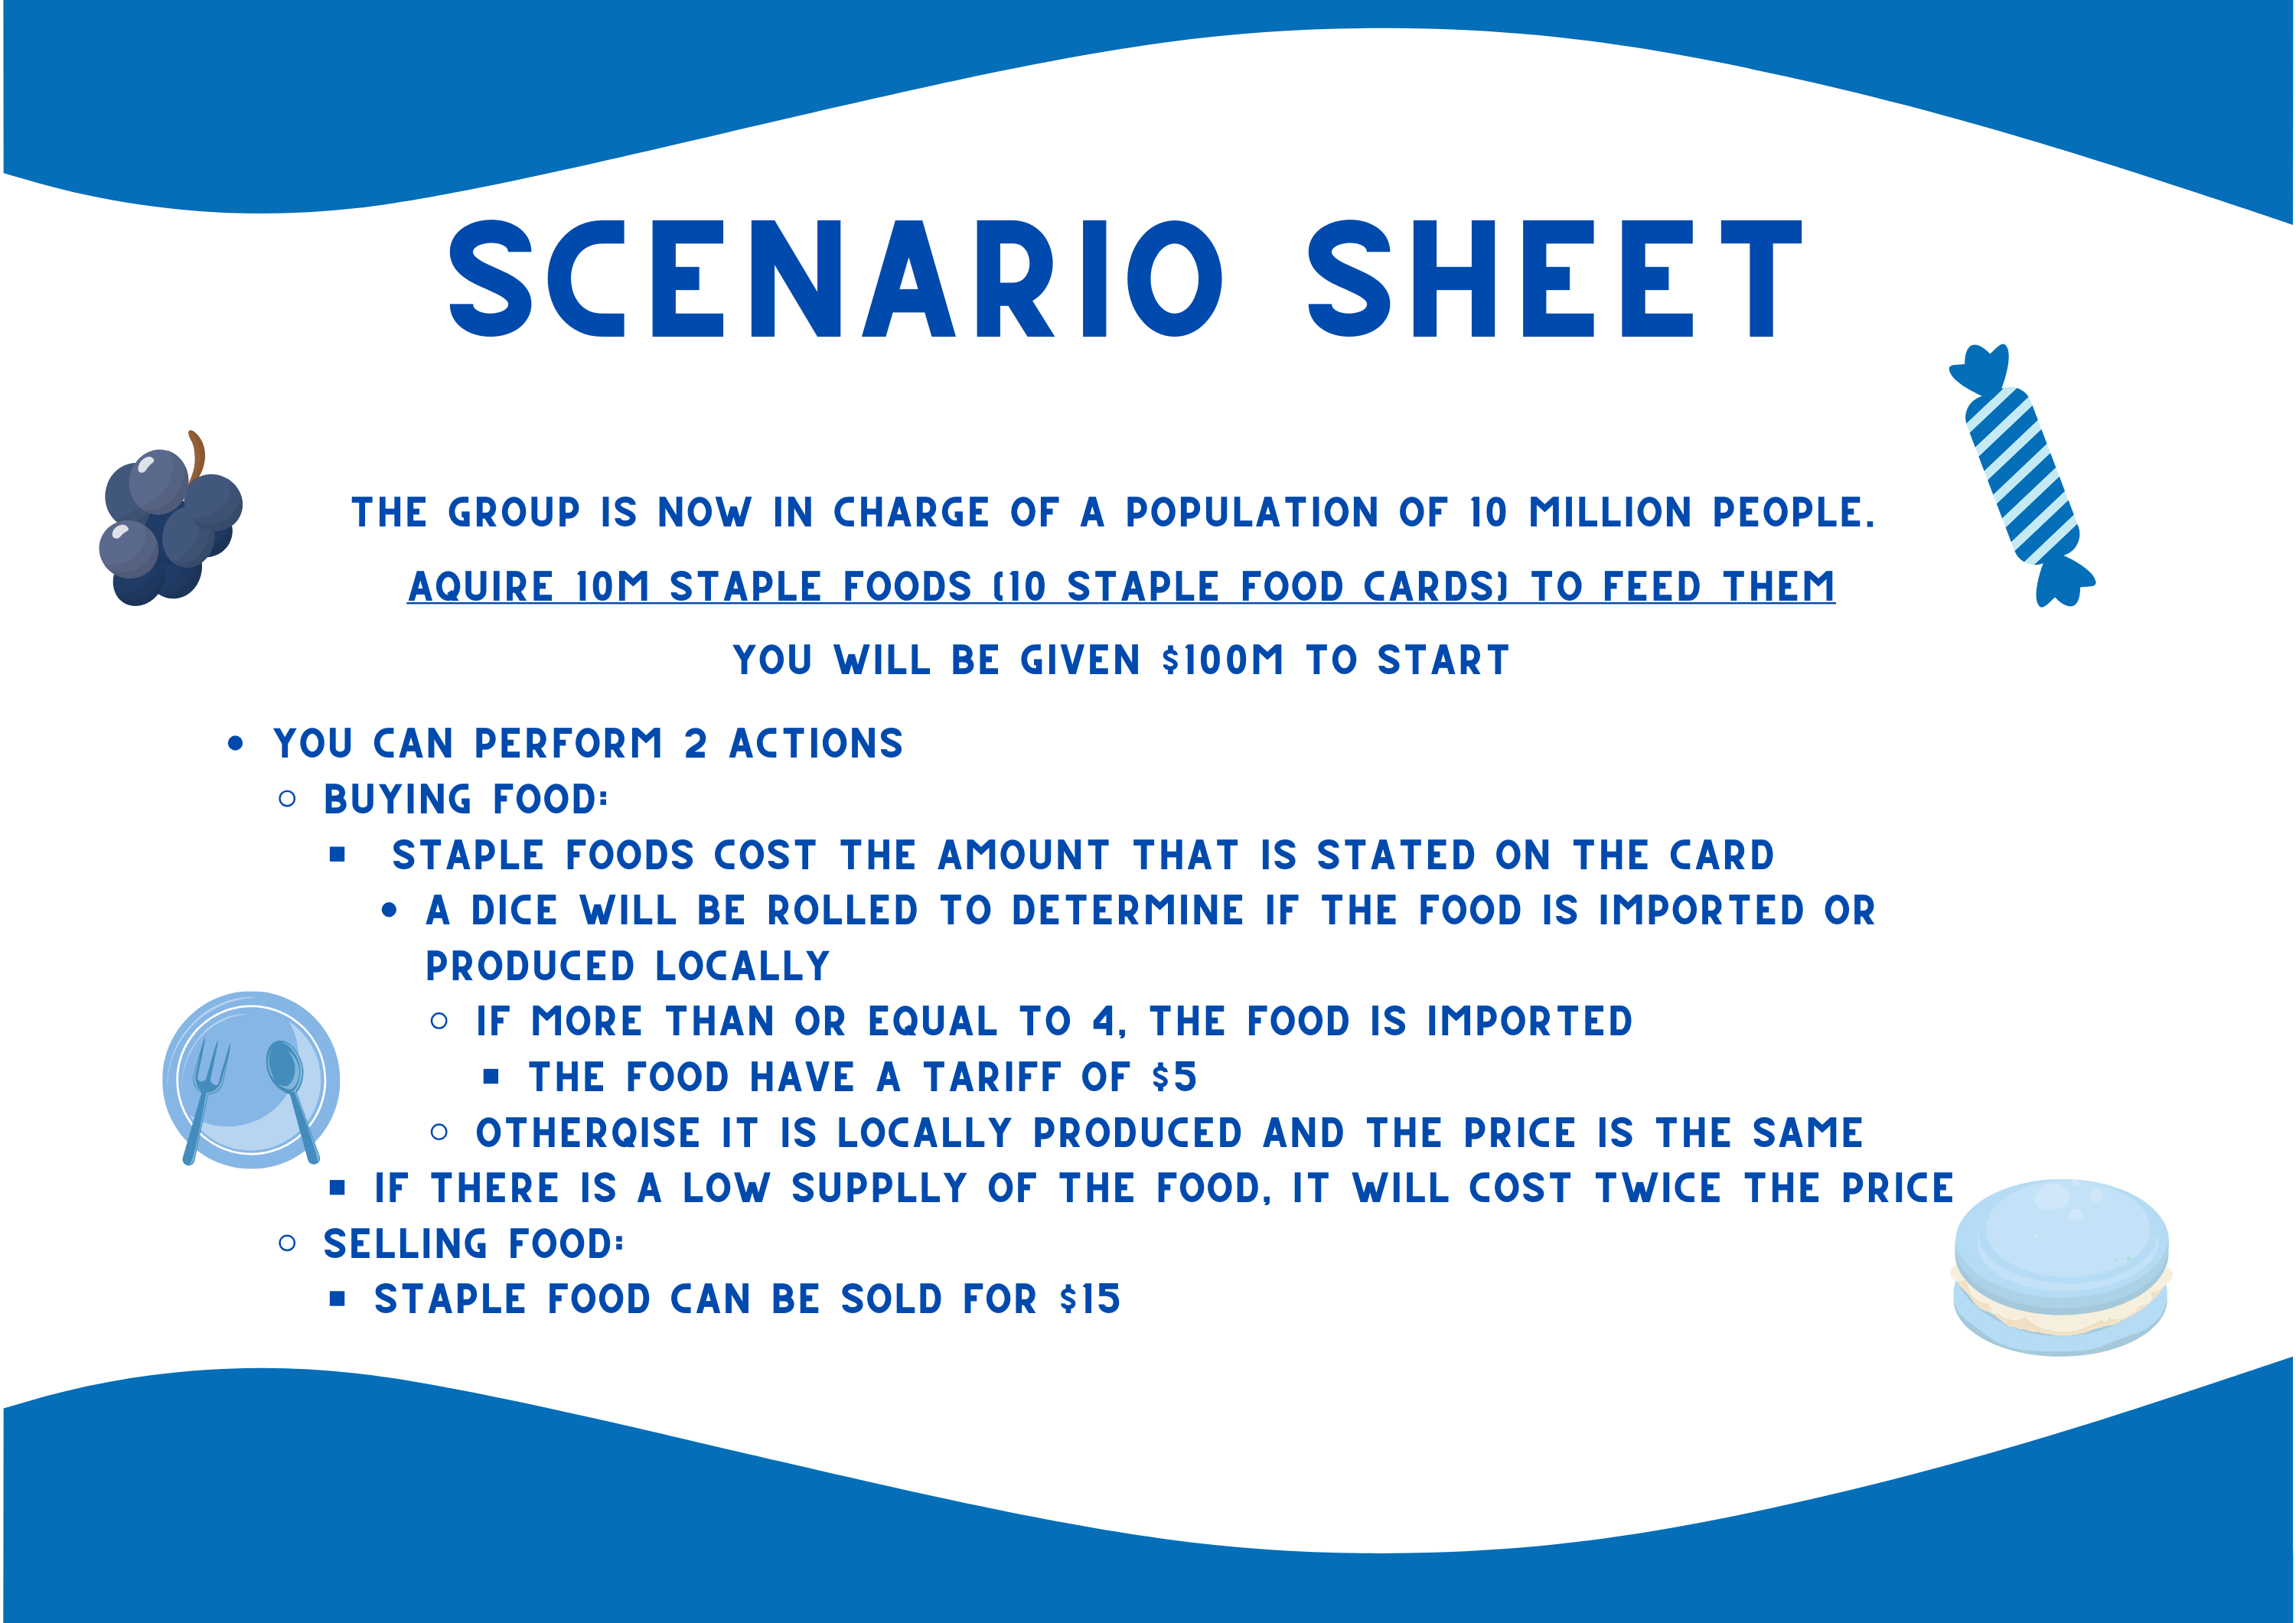 SCENARIO SHEET
THE GROUP IS NOW IN CHARGE OF A POPULATION OF 10 MILLION PEOPLE.
AQUIRE 10M STAPLE FOODS (10 STAPLE FOOD CARDS) TO FEED THEM
YOU WILL BE GIVEN $100M TO START
• YOU CAN PERFORM 2 ACTIONS
○ BUYING FOOD:
■ STAPLE FOODS COST THE AMOUNT THAT IS STATED ON THE CARD
• A DICE WILL BE ROLLED TO DETERMINE IF THE FOOD IS IMPORTED OR
PRODUCED LOCALLY
○ IF MORE THAN OR EQUAL TO 4, THE FOOD IS IMPORTED
■ THE FOOD HAVE A TARIFF OF $5
○ OTHERQISE IT IS LOCALLY PRODUCED AND THE PRICE IS THE SAME
■ IF THERE IS A LOW SUPPLLY OF THE FOOD, IT WILL COST TWICE THE PRICE
○ SELLING FOOD:
■ STAPLE FOOD CAN BE SOLD FOR $15